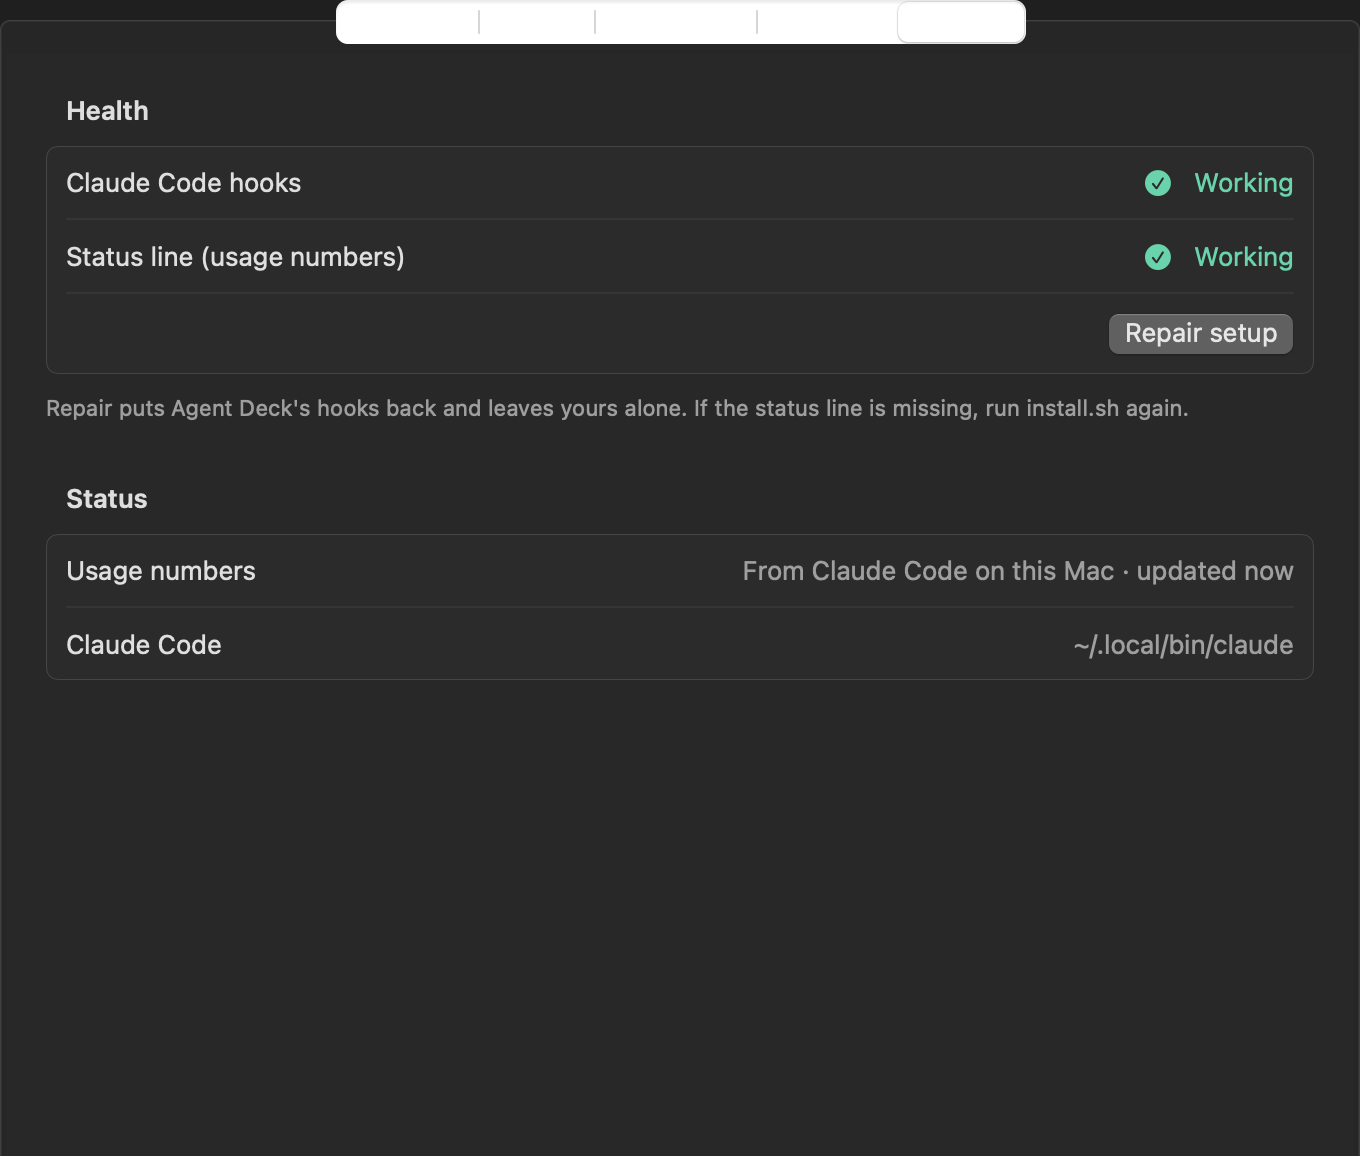 Health
Claude Code hooks
Working
Status line (usage numbers)
Working
Repair setup
Repair puts Agent Deck's hooks back and leaves yours alone. If the status line is missing, run install.sh again.
Status
Usage numbers
From Claude Code on this Mac · updated now
Claude Code
~/.local/bin/claude